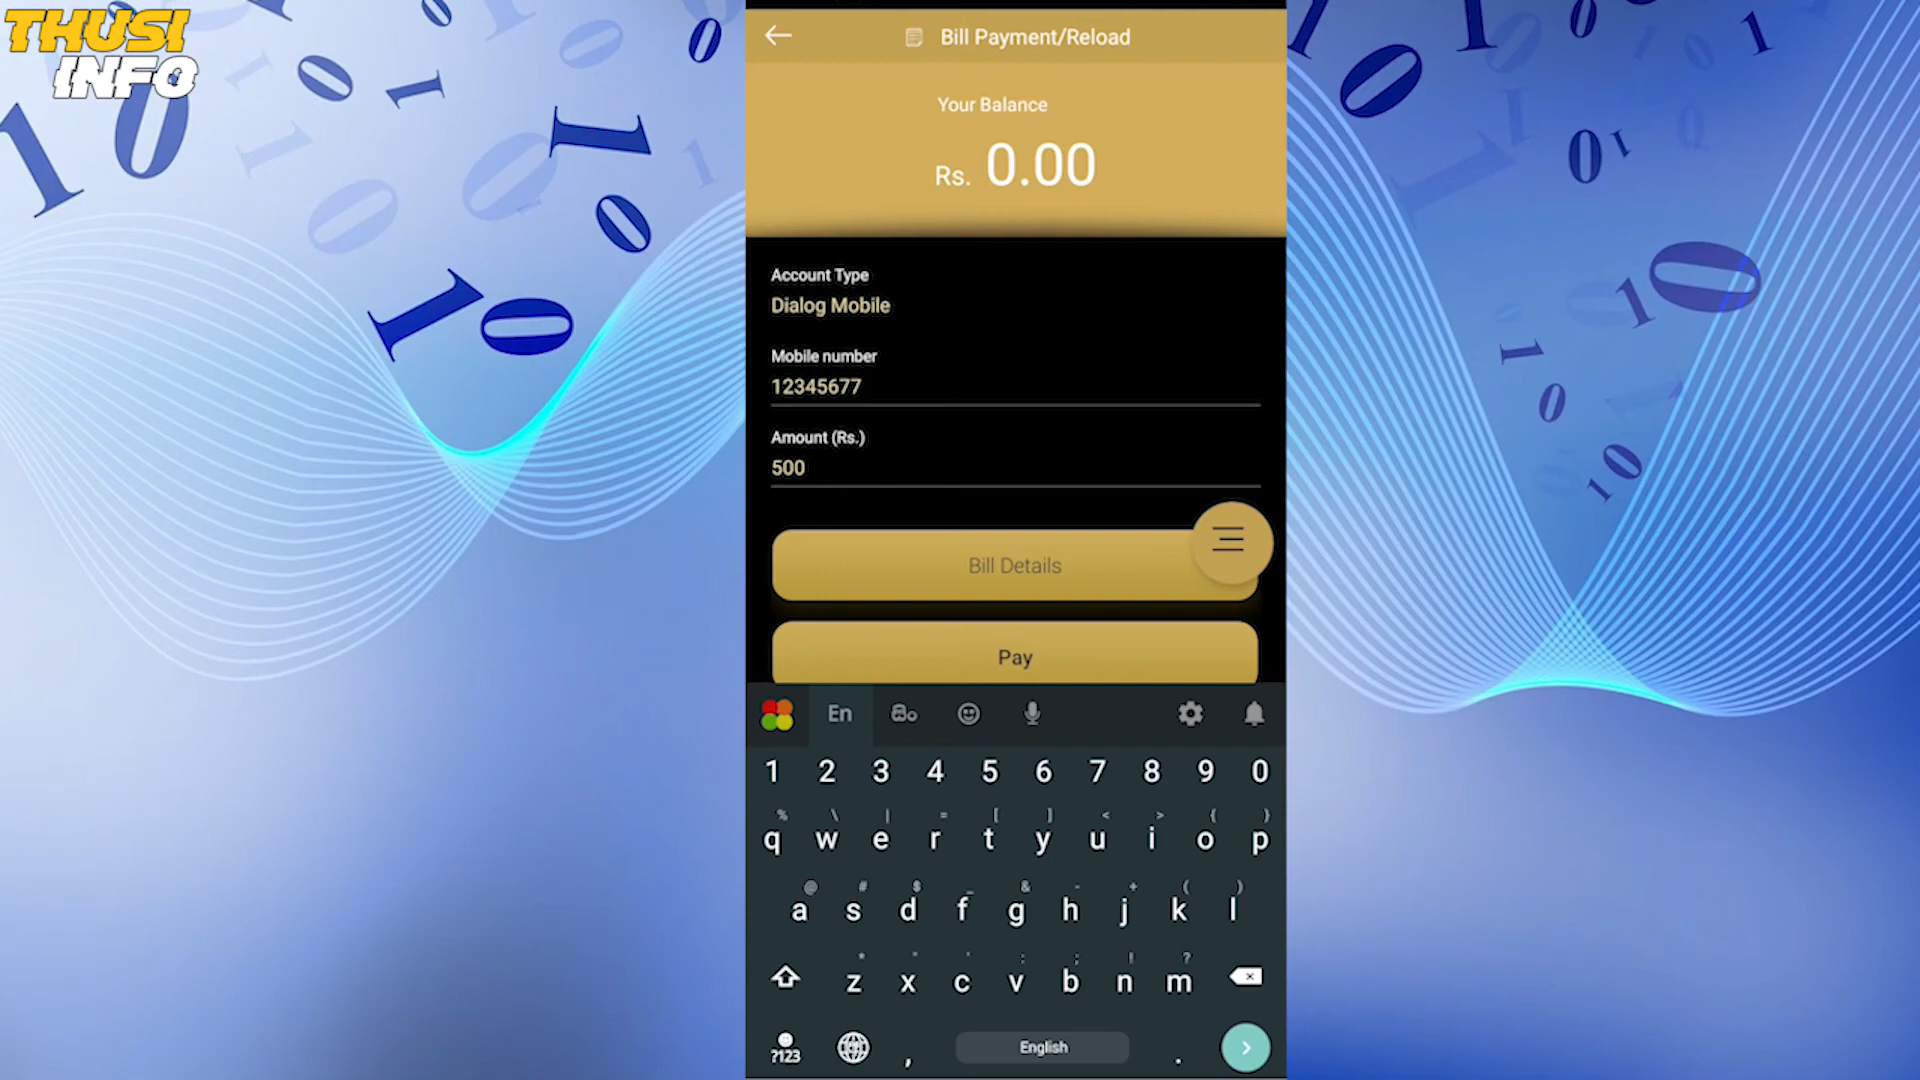 THUSI
INFO
Bill Payment/Reload
Your Balance
Rs. 0.00
Account Type
Dialog Mobile
Mobile number
12345677
Amount (Rs.)
500
Bill Details
Pay
En
1 2 3 4 5 6 7 8 9 0
% \ | = [ ] < > { }
q w e r t y u i o p
@ # $ _ & - + ( )
a s d f g h j k l
* " ' : ; ! ?
z x c v b n m
?123 , English .